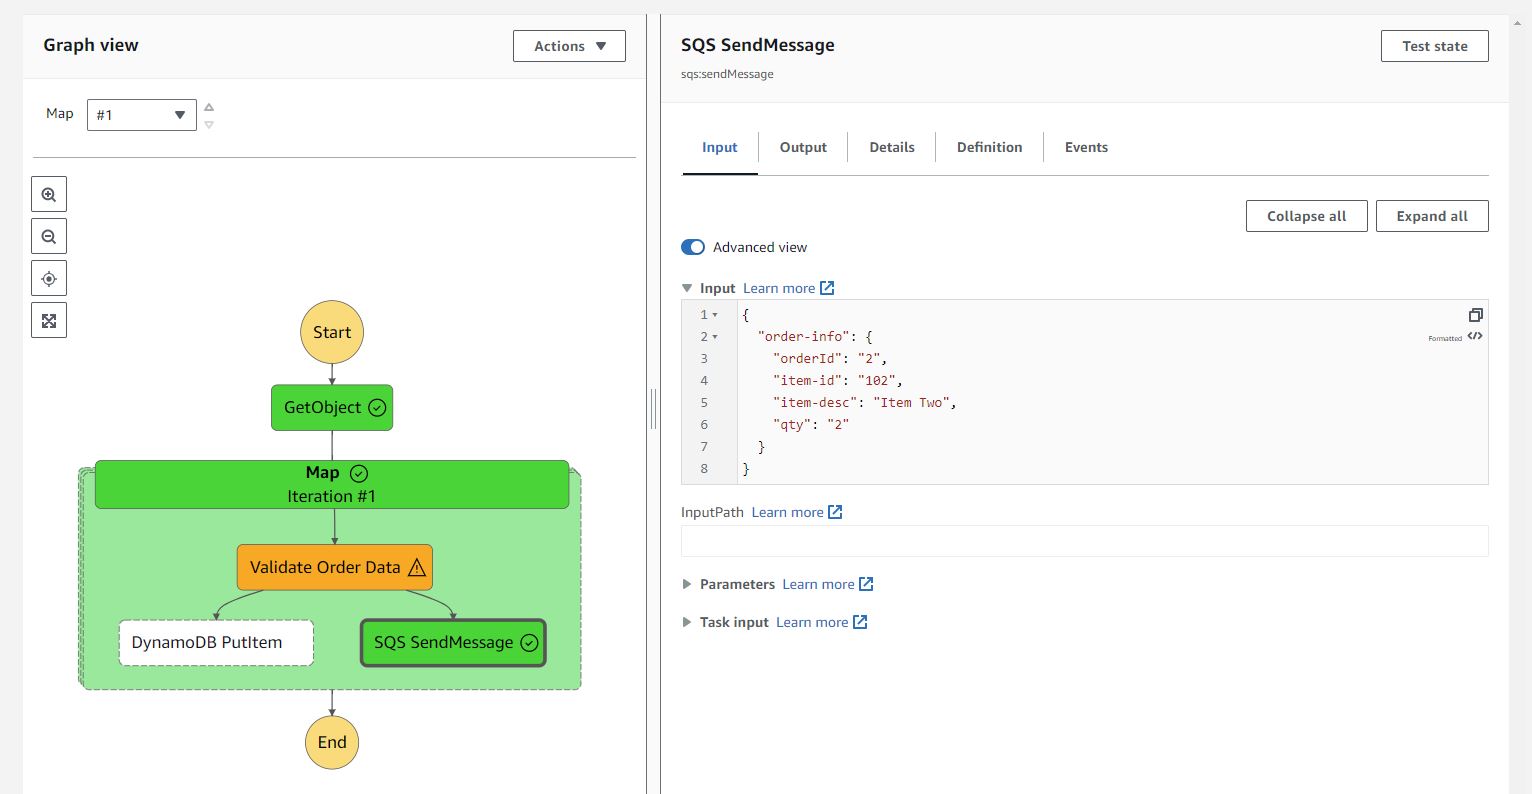 Graph view
Actions
Map
#1
Start
GetObject
Map
Iteration #1
Validate Order Data
DynamoDB PutItem
SQS SendMessage
End
SQS SendMessage
Test state
sqs:sendMessage
Input
Output
Details
Definition
Events
Collapse all
Expand all
Advanced view
Input Learn more
1 {
2 "order-info": {
3 "orderId": "2",
4 "item-id": "102",
5 "item-desc": "Item Two",
6 "qty": "2"
7 }
8 }
Formatted
InputPath Learn more
Parameters Learn more
Task input Learn more